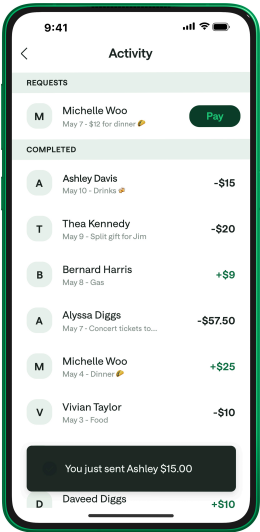 9:41
Activity
REQUESTS
M
Michelle Woo
May 7 - $12 for dinner 🌮
Pay
COMPLETED
A
Ashley Davis
May 10 - Drinks 🍻
-$15
T
Thea Kennedy
May 9 - Split gift for Jim
-$20
B
Bernard Harris
May 8 - Gas
+$9
A
Alyssa Diggs
May 7 - Concert tickets to...
-$57.50
M
Michelle Woo
May 4 - Dinner 🌮
+$25
V
Vivian Taylor
May 3 - Food
-$10
You just sent Ashley $15.00
D
Daveed Diggs
+$10